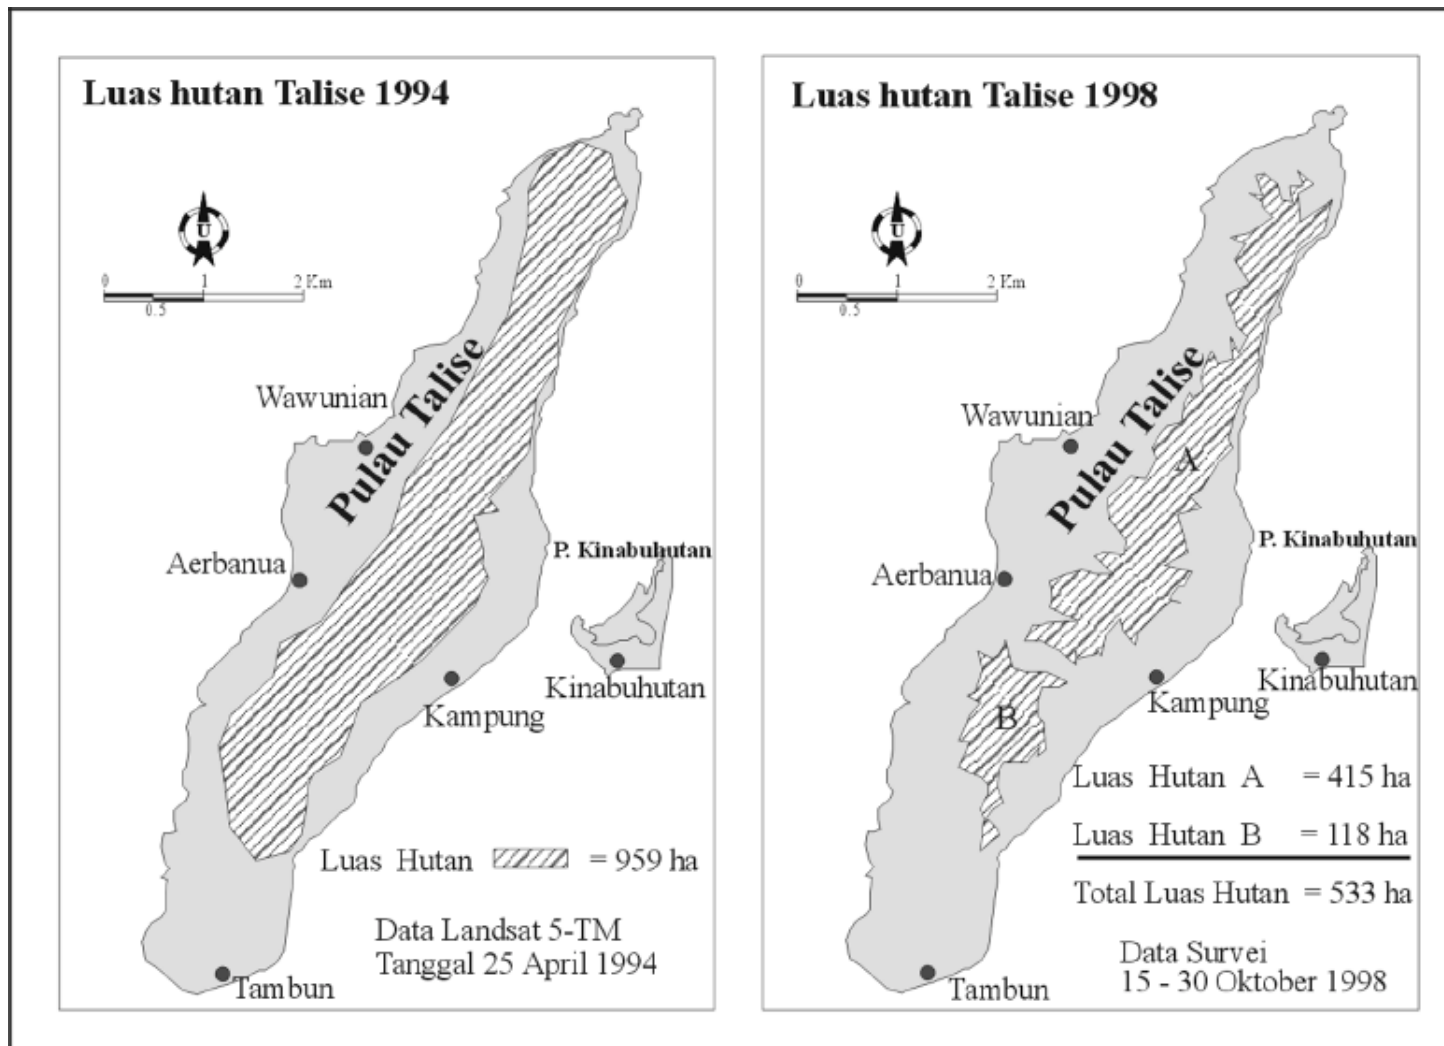 Luas hutan Talise 1994
U
0 1 2 Km
0.5
Pulau Talise
Wawunian
Aerbanua
P. Kinabuhutan
Kinabuhutan
Kampung
Luas Hutan = 959 ha
Data Landsat 5-TM
Tanggal 25 April 1994
Tambun
Luas hutan Talise 1998
U
0 1 2 Km
0.5
Pulau Talise
Wawunian
A
Aerbanua
P. Kinabuhutan
Kinabuhutan
Kampung
B
Luas Hutan A = 415 ha
Luas Hutan B = 118 ha
Total Luas Hutan = 533 ha
Data Survei
15 - 30 Oktober 1998
Tambun